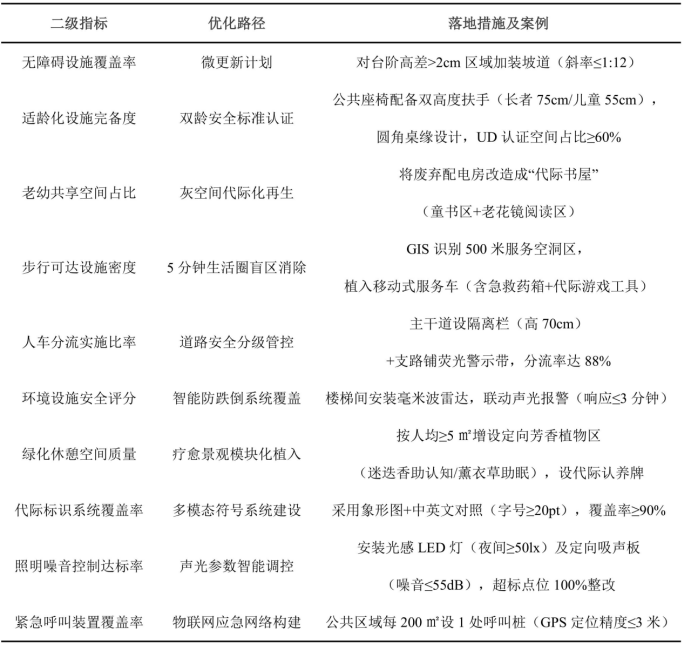 二级指标 优化路径 落地措施及案例
无障碍设施覆盖率 微更新计划 对台阶高差>2cm 区域加装坡道（斜率≤1:12）
适龄化设施完备度 双龄安全标准认证 公共座椅配备双高度扶手（长者 75cm/儿童 55cm），
圆角桌缘设计，UD 认证空间占比≥60%
老幼共享空间占比 灰空间代际化再生 将废弃配电房改造成“代际书屋”
（童书区+老花镜阅读区）
步行可达设施密度 5 分钟生活圈盲区消除 GIS 识别 500 米服务空洞区，
植入移动式服务车（含急救药箱+代际游戏工具）
人车分流实施比率 道路安全分级管控 主干道设隔离栏（高 70cm）
+支路铺荧光警示带，分流率达 88%
环境设施安全评分 智能防跌倒系统覆盖 楼梯间安装毫米波雷达，联动声光报警（响应≤3 分钟）
绿化休憩空间质量 疗愈景观模块化植入 按人均≥5 ㎡增设定向芳香植物区
（迷迭香助认知/薰衣草助眠），设代际认养牌
代际标识系统覆盖率 多模态符号系统建设 采用象形图+中英文对照（字号≥20pt），覆盖率≥90%
照明噪音控制达标率 声光参数智能调控 安装光感 LED 灯（夜间≥50lx）及定向吸声板
（噪音≤55dB），超标点位 100%整改
紧急呼叫装置覆盖率 物联网应急网络构建 公共区域每 200 ㎡设 1 处呼叫桩（GPS 定位精度≤3 米）